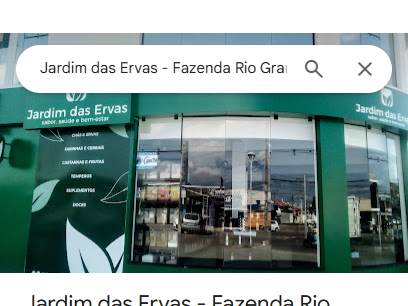 Jardim das Ervas - Fazenda Rio Gra
Jardim das Ervas
sabor, saúde e bem-estar
CHÁS E ERVAS
FARINHAS E CEREAIS
CASTANHAS E FRUTAS
TEMPEROS
SUPLEMENTOS
DOCES
Jardim das Ervas
sabor, saúde e bem-estar
Jardim das Ervas - Fazenda Rio